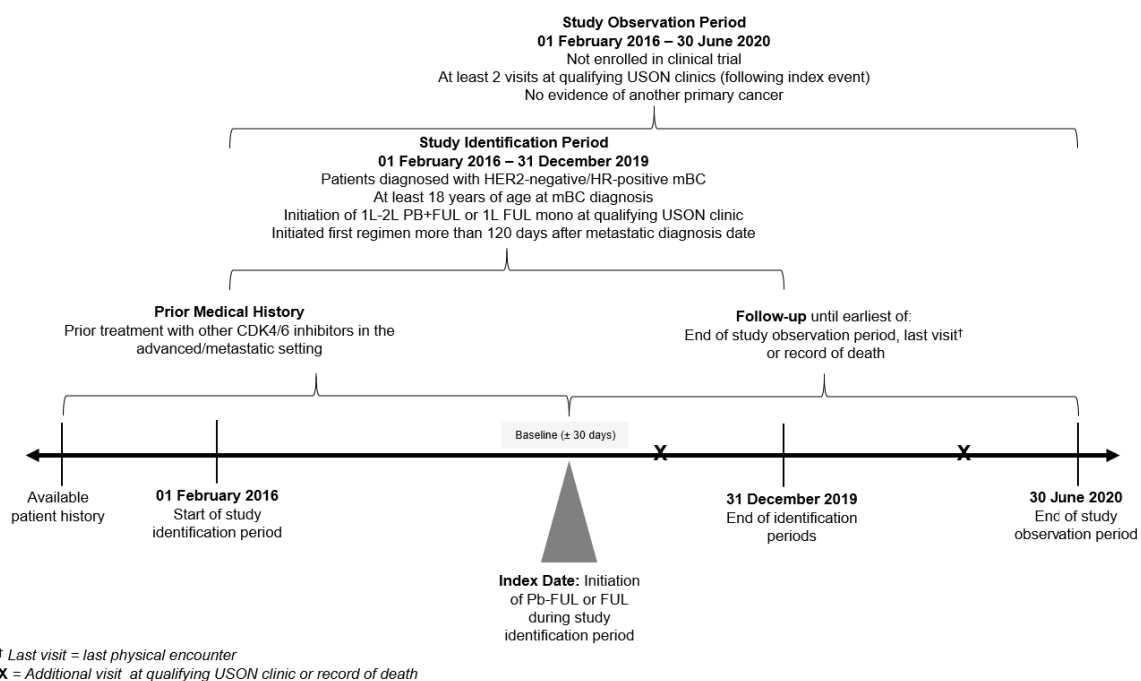 Study Observation Period
01 February 2016 – 30 June 2020
Not enrolled in clinical trial
At least 2 visits at qualifying USON clinics (following index event)
No evidence of another primary cancer
Study Identification Period
01 February 2016 – 31 December 2019
Patients diagnosed with HER2-negative/HR-positive mBC
At least 18 years of age at mBC diagnosis
Initiation of 1L-2L PB+FUL or 1L FUL mono at qualifying USON clinic
Initiated first regimen more than 120 days after metastatic diagnosis date
Prior Medical History
Prior treatment with other CDK4/6 inhibitors in the
advanced/metastatic setting
Follow-up until earliest of:
End of study observation period, last visit†
or record of death
Baseline (± 30 days)
X
X
Available
patient history
01 February 2016
Start of study
identification period
31 December 2019
End of identification
periods
30 June 2020
End of study
observation period
Index Date: Initiation
of Pb-FUL or FUL
during study
identification period
† Last visit = last physical encounter
X = Additional visit at qualifying USON clinic or record of death